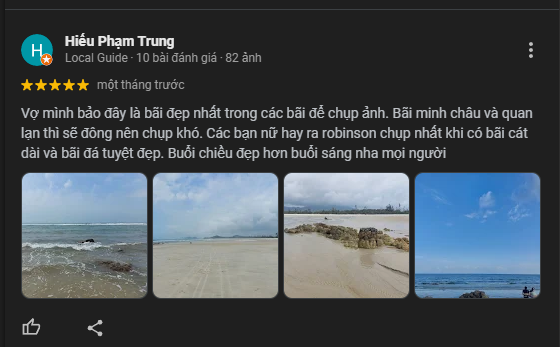 H
Hiếu Phạm Trung
Local Guide · 10 bài đánh giá · 82 ảnh
một tháng trước
Vợ mình bảo đây là bãi đẹp nhất trong các bãi để chụp ảnh. Bãi minh châu và quan
lạn thì sẽ đông nên chụp khó. Các bạn nữ hay ra robinson chụp nhất khi có bãi cát
dài và bãi đá tuyệt đẹp. Buổi chiều đẹp hơn buổi sáng nha mọi người